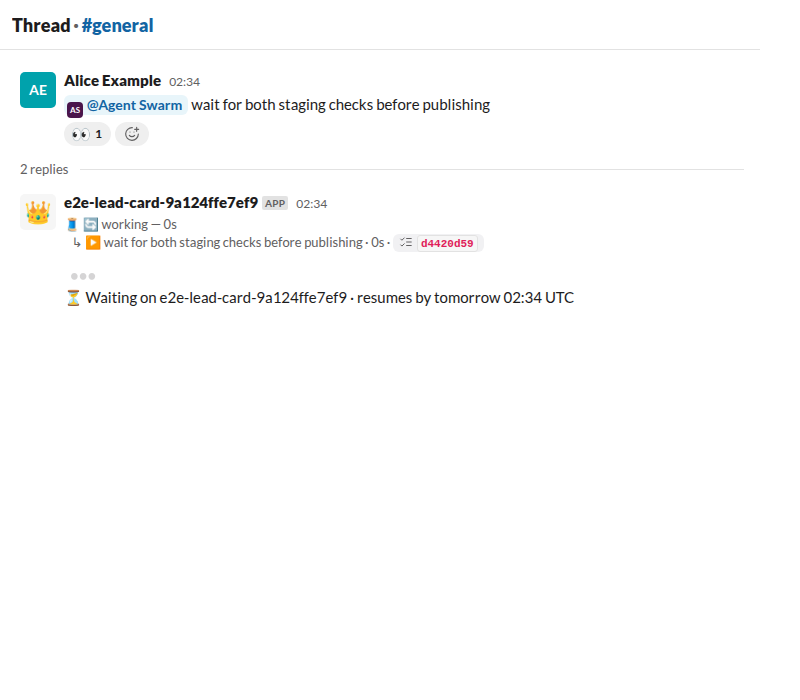 Thread • #general
AE
Alice Example 02:34
AS @Agent Swarm wait for both staging checks before publishing
👀 1
2 replies
e2e-lead-card-9a124ffe7ef9 APP 02:34
🧵 🔄 working — 0s
↳ ▶️ wait for both staging checks before publishing · 0s · d4420d59
⏳ Waiting on e2e-lead-card-9a124ffe7ef9 · resumes by tomorrow 02:34 UTC